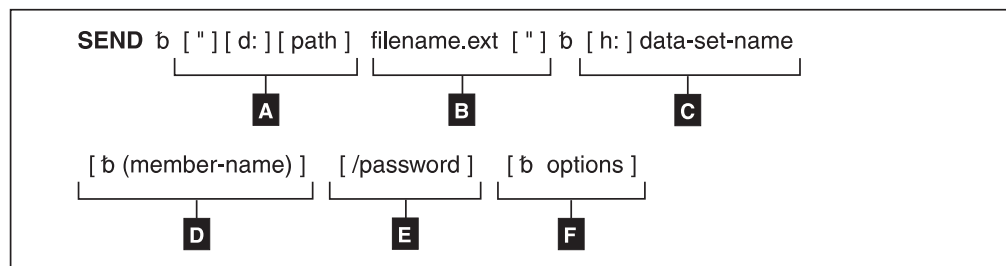 SEND ƀ [ " ] [ d: ] [ path ] filename.ext [ " ] ƀ [ h: ] data-set-name
A B C
[ ƀ (member-name) ] [ /password ] [ ƀ options ]
D E F